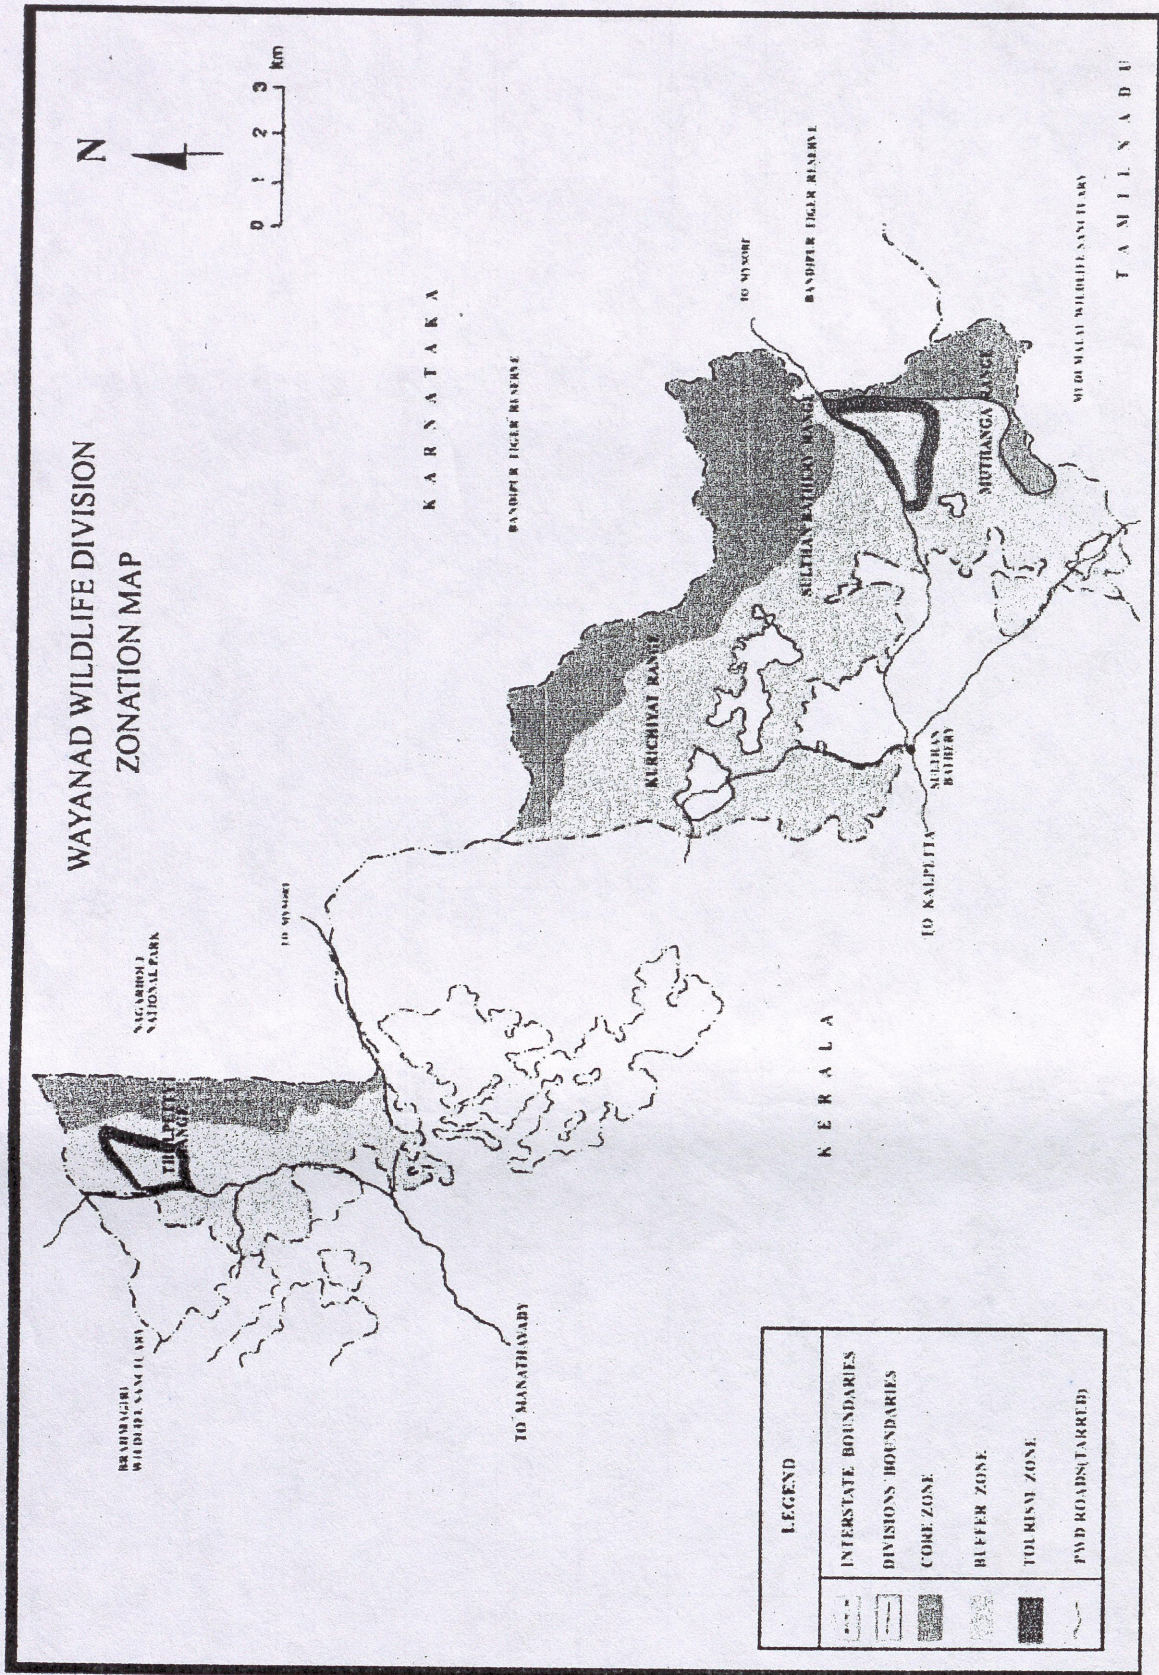 WAYANAD WILDLIFE DIVISION
ZONATION MAP
N
0 1 2 3 km
NAGARHOLE
NATIONAL PARK
BRAHMAGIRI
WILDLIFE SANCTUARY
THOLPETTY
RANGE
TO MYSORE
KARNATAKA
BANDIPUR TIGER RESERVE
TO MANATHAVADY
KURICHIYAT RANGE
TO MYSORE
BANDIPUR TIGER RESERVE
SULTHAN BATHERY RANGE
KERALA
TO KALPETTA
SULTHAN
BATHERY
MUTHANGA RANGE
MUDUMALAI WILDLIFE SANCTUARY
TAMILNADU
LEGEND
INTERSTATE BOUNDARIES
DIVISIONS BOUNDARIES
CORE ZONE
BUFFER ZONE
TOURISM ZONE
PWD ROADS(TARRED)